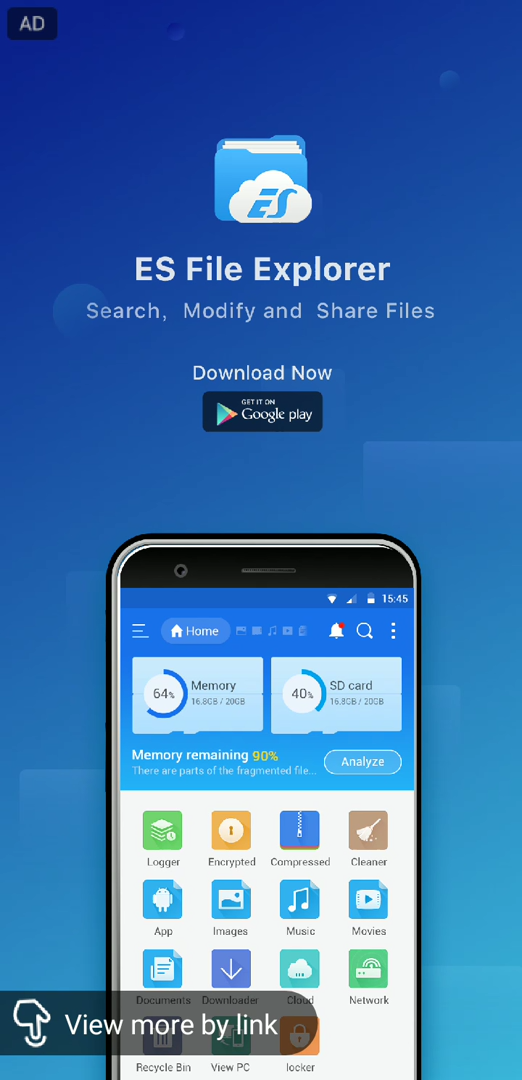 AD
ES
ES File Explorer
Search, Modify and Share Files
Download Now
GET IT ON
Google play
15:45
Home
64%
Memory
16.8GB / 20GB
40%
SD card
16.8GB / 20GB
Memory remaining 90%
There are parts of the fragmented file...
Analyze
Logger Encrypted Compressed Cleaner
App Images Music Movies
Documents Downloader Cloud Network
View more by link
Recycle Bin View PC locker